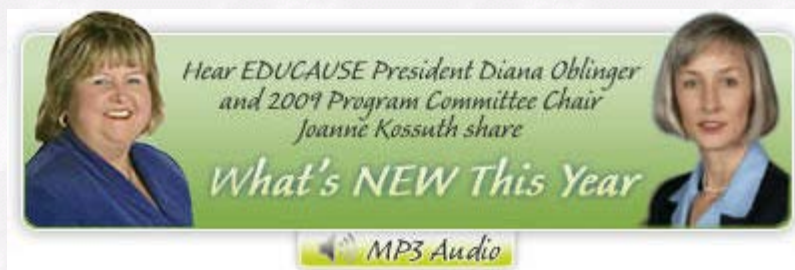 Hear EDUCAUSE President Diana Oblinger
and 2009 Program Committee Chair
Joanne Kossuth share
What's NEW This Year
MP3 Audio